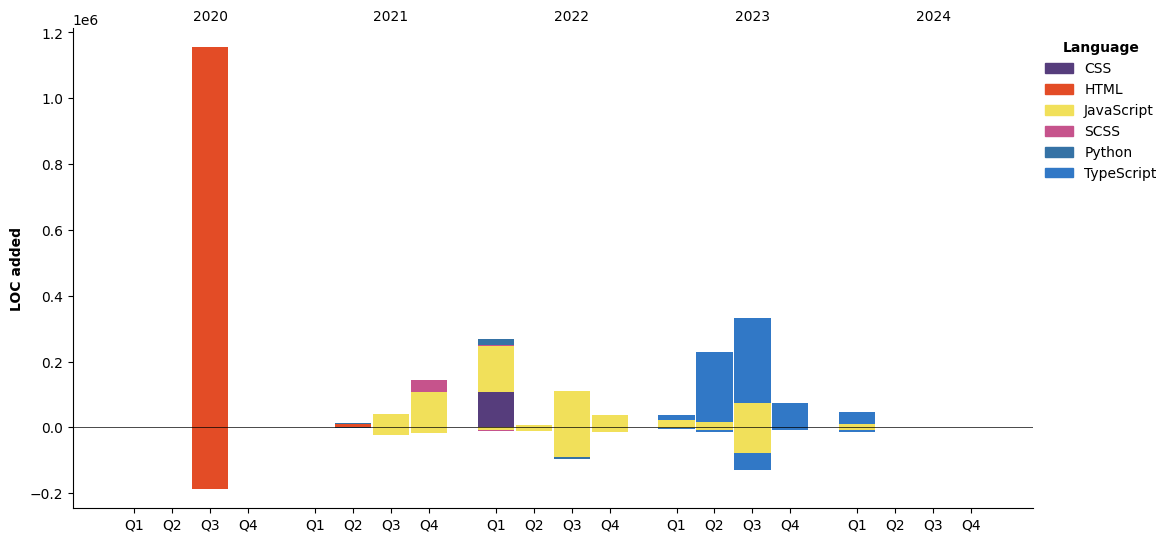 2020 2021 2022 2023 2024
1e6
1.2
1.0
0.8
0.6
0.4
0.2
0.0
−0.2
LOC added
Q1 Q2 Q3 Q4 Q1 Q2 Q3 Q4 Q1 Q2 Q3 Q4 Q1 Q2 Q3 Q4 Q1 Q2 Q3 Q4
Language
CSS
HTML
JavaScript
SCSS
Python
TypeScript